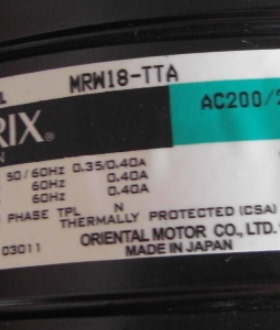 MRW18-TTA
RIX®
AC200/2
N
50/60Hz 0.35/0.40A
60Hz 0.40A
60Hz 0.40A
PHASE TPL N
THERMALLY PROTECTED (CSA)
03011
ORIENTAL MOTOR CO., LTD.
MADE IN JAPAN